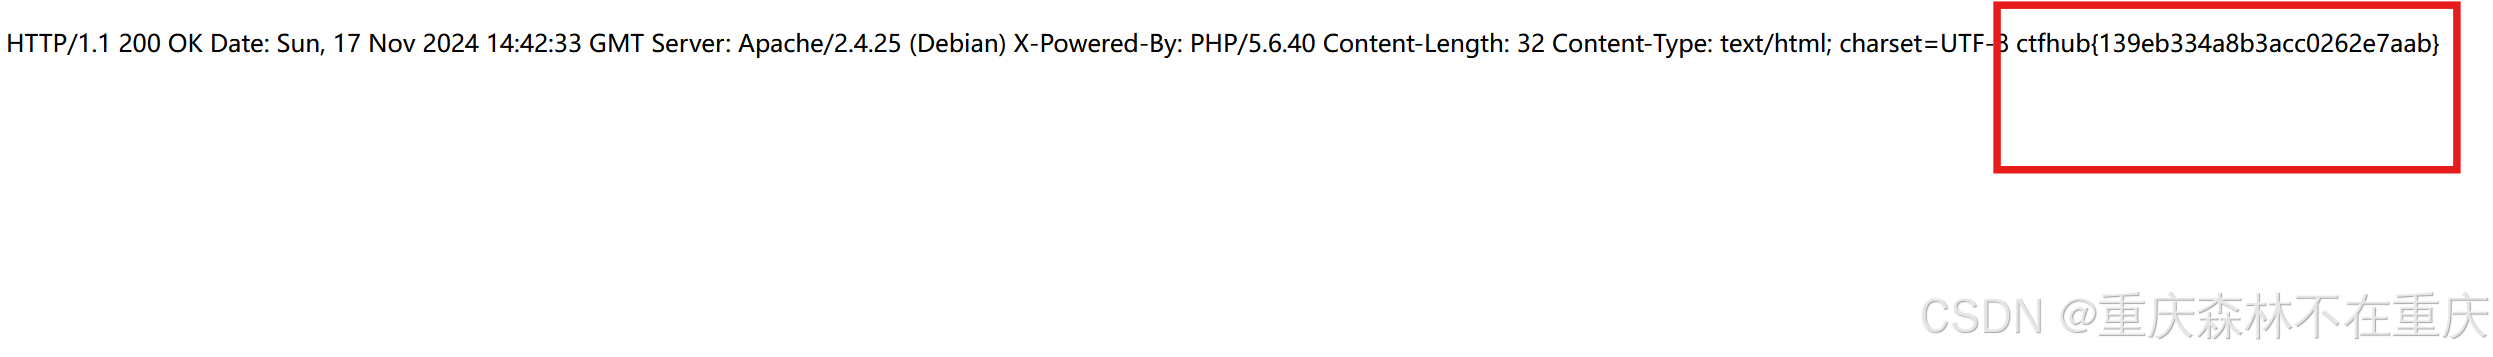 HTTP/1.1 200 OK Date: Sun, 17 Nov 2024 14:42:33 GMT Server: Apache/2.4.25 (Debian) X-Powered-By: PHP/5.6.40 Content-Length: 32 Content-Type: text/html; charset=UTF-8 ctfhub{139eb334a8b3acc0262e7aab}
CSDN @重庆森林不在重庆